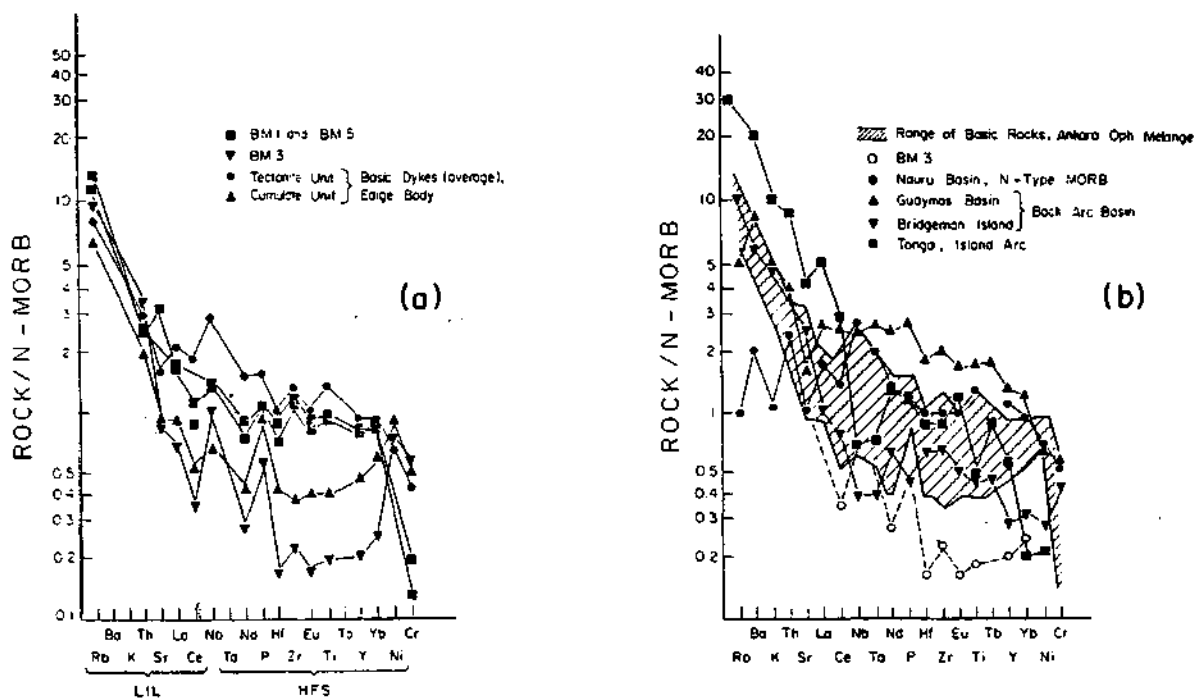 ROCK / N - MORB
50
40
30
20
10
5
4
3
2
1
0.5
0.4
0.3
0.2
0.1
BM 1 and BM 5
BM 3
Tectonite Unit
Cumulate Unit
Basic Dykes (average),
Edige Body
(a)
Ba Th La Nb Nd Hf Eu Tb Yb Cr
Rb K Sr Ce Ta P Zr Ti Y Ni
LIL HFS
ROCK / N - MORB
40
30
20
10
5
4
3
2
1
0.5
0.4
0.3
0.2
Range of Basic Rocks, Ankara Oph Melange
BM 3
Nauru Basin, N-Type MORB
Guaymas Basin
Bridgeman Island
Back Arc Basin
Tonga, Island Arc
(b)
Ba Th La Nb Nd Hf Eu Tb Yb Cr
Rb K Sr Ce Ta P Zr Ti Y Ni